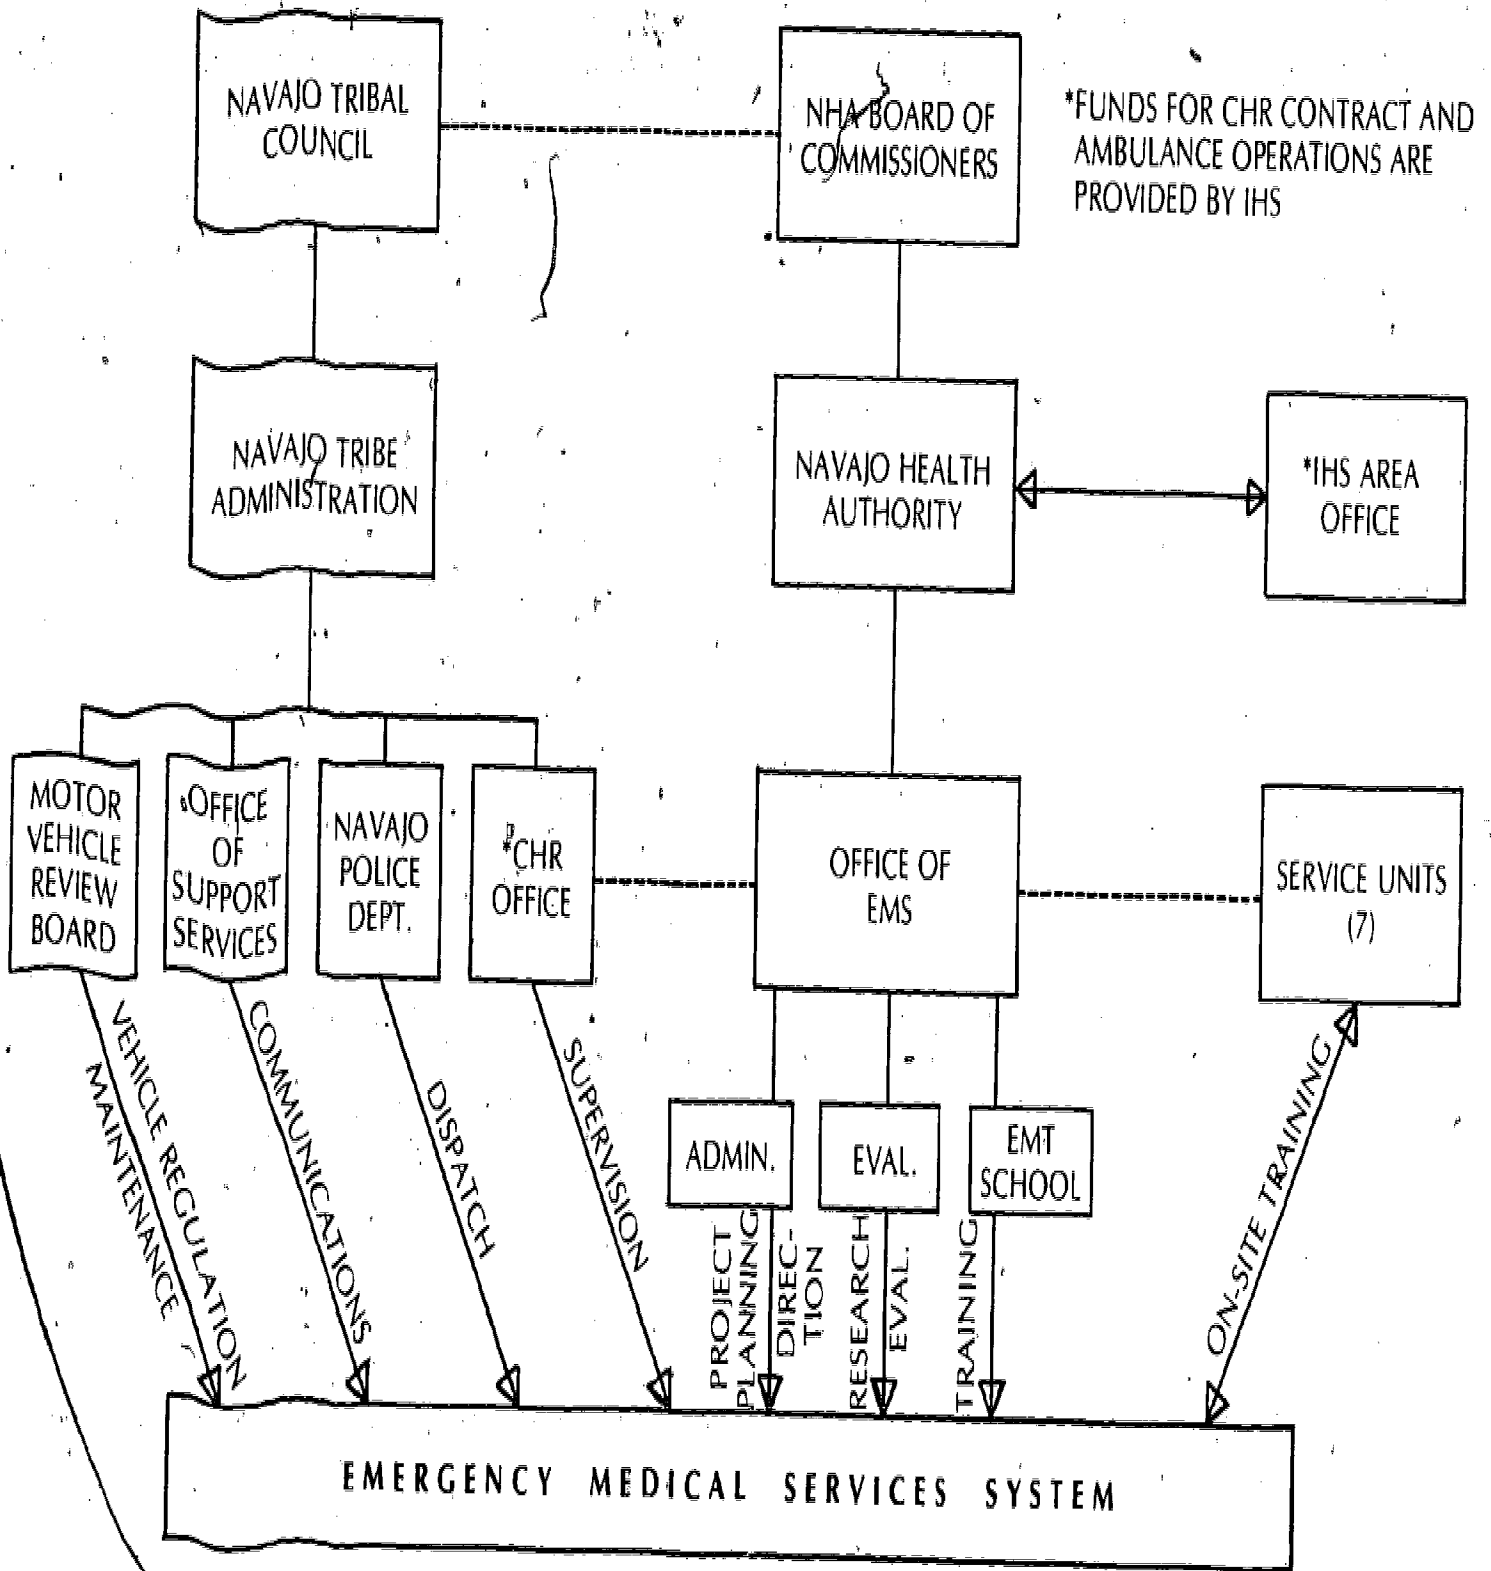 NAVAJO TRIBAL
COUNCIL
NHA BOARD OF
COMMISSIONERS
*FUNDS FOR CHR CONTRACT AND
AMBULANCE OPERATIONS ARE
PROVIDED BY IHS
NAVAJO TRIBE
ADMINISTRATION
NAVAJO HEALTH
AUTHORITY
*IHS AREA
OFFICE
MOTOR
VEHICLE
REVIEW
BOARD
OFFICE
OF
SUPPORT
SERVICES
NAVAJO
POLICE
DEPT.
*CHR
OFFICE
OFFICE OF
EMS
SERVICE UNITS
(7)
VEHICLE REGULATION
MAINTENANCE
COMMUNICATIONS
DISPATCH
SUPERVISION
ADMIN.
EVAL.
EMT
SCHOOL
PROJECT
PLANNING
DIREC-
TION
RESEARCH
EVAL.
TRAINING
ON-SITE TRAINING
EMERGENCY MEDICAL SERVICES SYSTEM